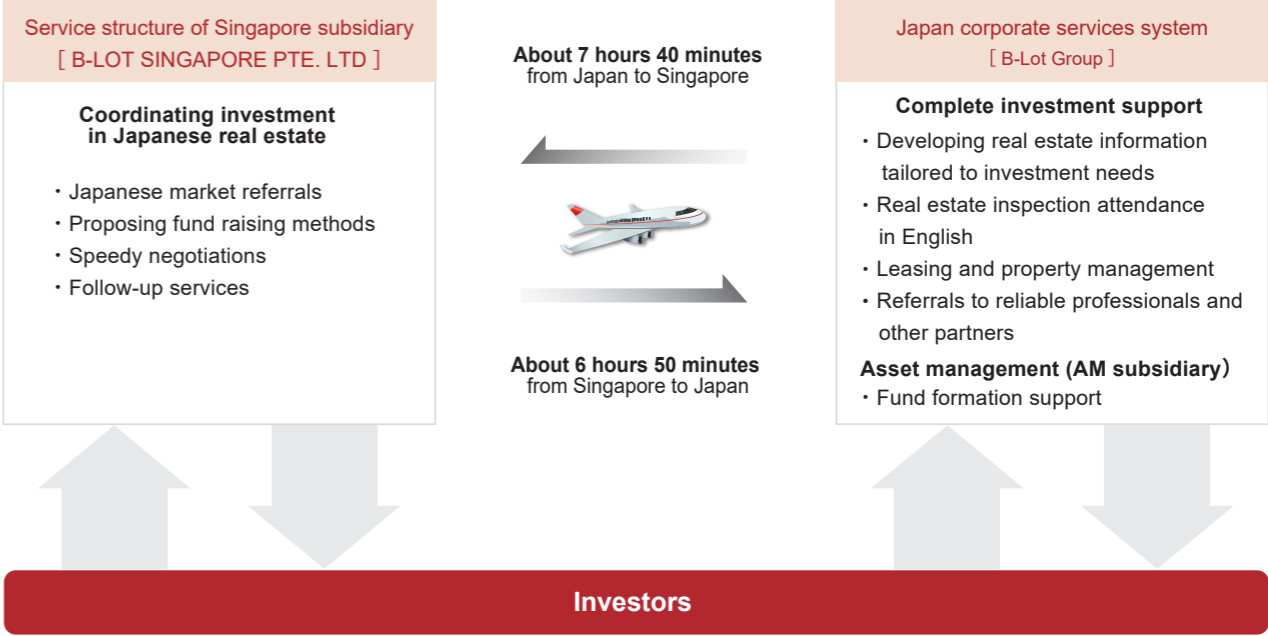 Service structure of Singapore subsidiary
[ B-LOT SINGAPORE PTE. LTD ]
Coordinating investment
in Japanese real estate
・Japanese market referrals
・Proposing fund raising methods
・Speedy negotiations
・Follow-up services
About 7 hours 40 minutes
from Japan to Singapore
About 6 hours 50 minutes
from Singapore to Japan
Japan corporate services system
[ B-Lot Group ]
Complete investment support
・Developing real estate information
tailored to investment needs
・Real estate inspection attendance
in English
・Leasing and property management
・Referrals to reliable professionals and
other partners
Asset management (AM subsidiary）
・Fund formation support
Investors